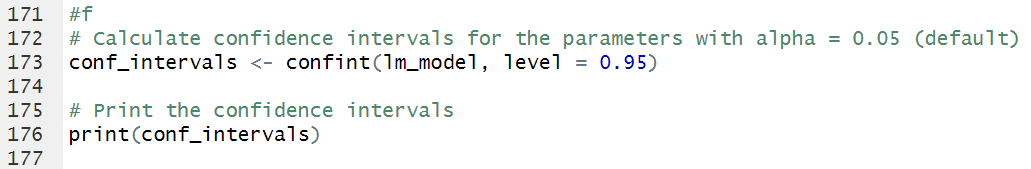 171 #f
172 # Calculate confidence intervals for the parameters with alpha = 0.05 (default)
173 conf_intervals <- confint(lm_model, level = 0.95)
174
175 # Print the confidence intervals
176 print(conf_intervals)
177